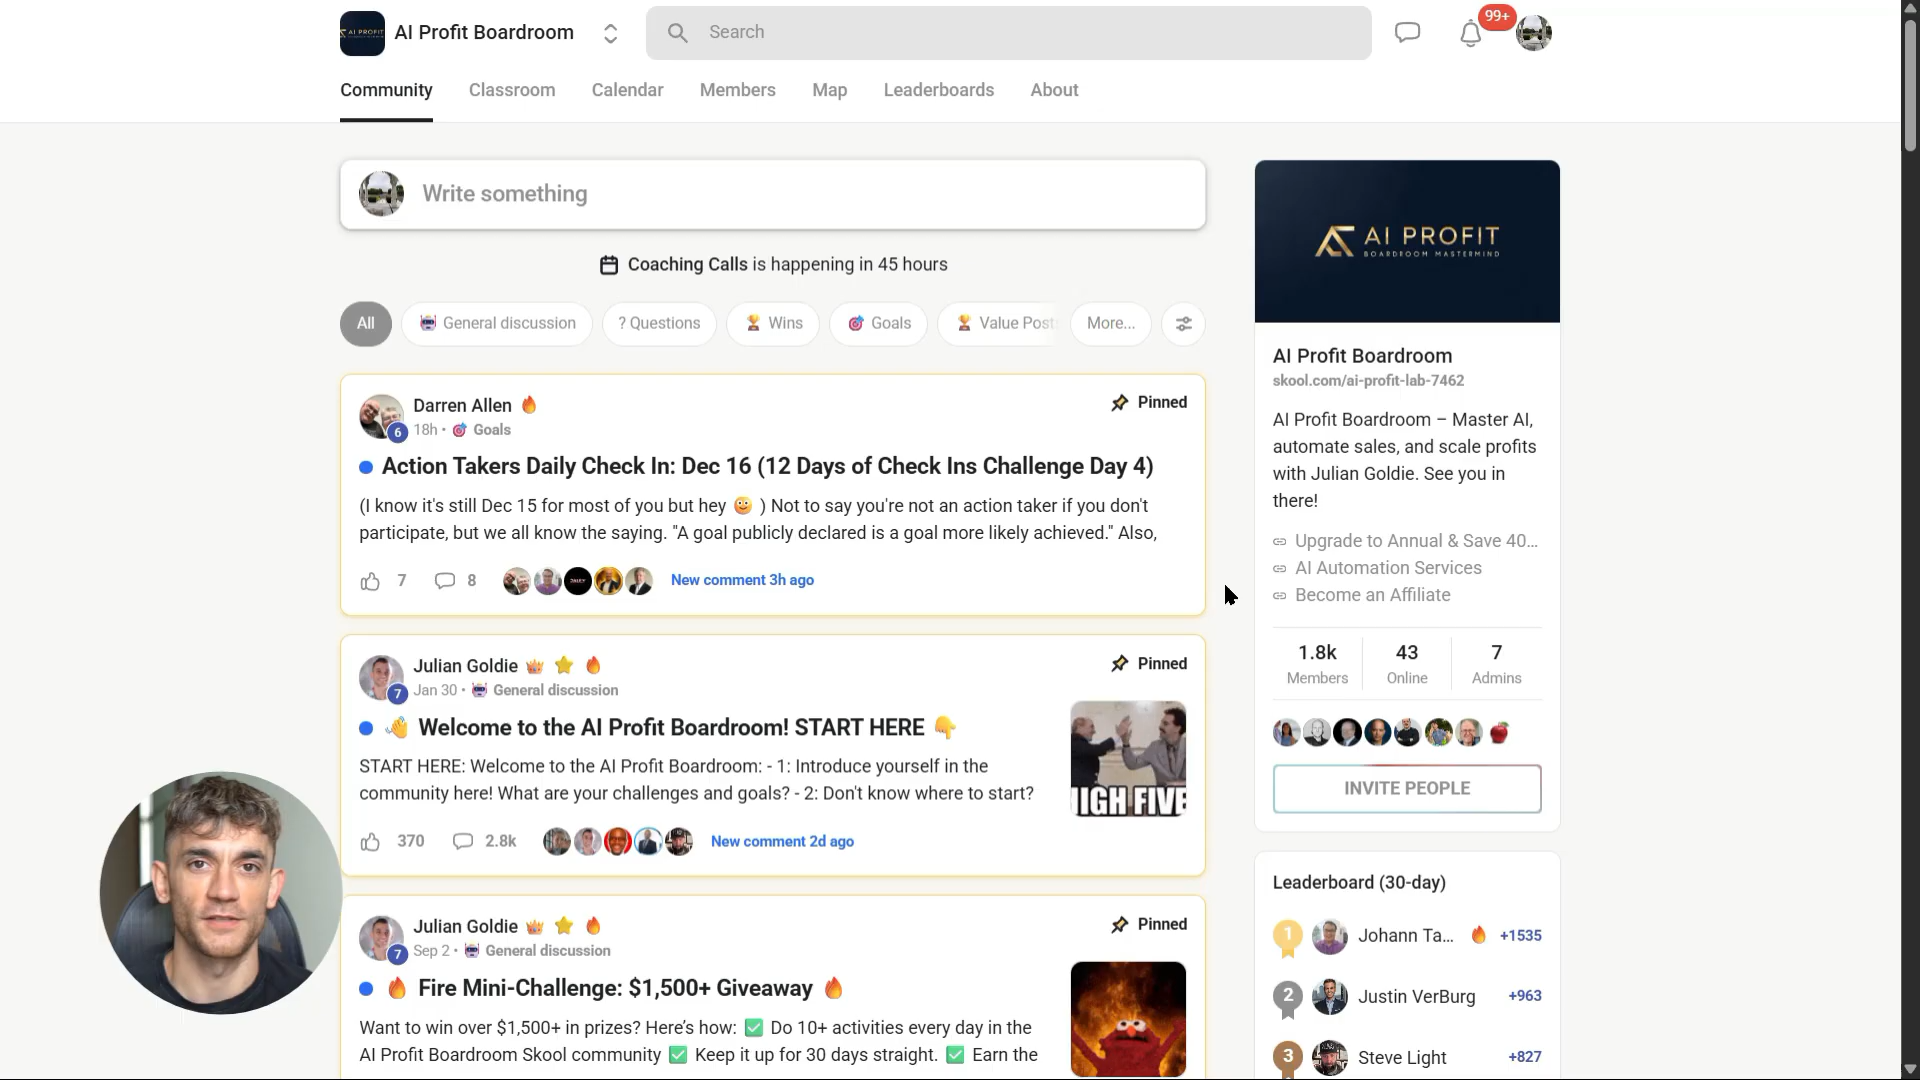 AI PROFIT
AI Profit Boardroom
Search
99+
Community
Classroom
Calendar
Members
Map
Leaderboards
About
Write something
Coaching Calls is happening in 45 hours
All
General discussion
? Questions
Wins
Goals
Value Post
More...
Darren Allen
Pinned
6
18h • Goals
Action Takers Daily Check In: Dec 16 (12 Days of Check Ins Challenge Day 4)
(I know it's still Dec 15 for most of you but hey ) Not to say you're not an action taker if you don't
participate, but we all know the saying. "A goal publicly declared is a goal more likely achieved." Also,
7
8
New comment 3h ago
Julian Goldie
Pinned
7
Jan 30 • General discussion
👋 Welcome to the AI Profit Boardroom! START HERE 👇
START HERE: Welcome to the AI Profit Boardroom: - 1: Introduce yourself in the
community here! What are your challenges and goals? - 2: Don't know where to start?
HIGH FIVE
370
2.8k
New comment 2d ago
Julian Goldie
Pinned
7
Sep 2 • General discussion
🔥 Fire Mini-Challenge: $1,500+ Giveaway 🔥
Want to win over $1,500+ in prizes? Here’s how: ✅ Do 10+ activities every day in the
AI Profit Boardroom Skool community ✅ Keep it up for 30 days straight. ✅ Earn the
AI PROFIT
BOARDROOM MASTERMIND
AI Profit Boardroom
skool.com/ai-profit-lab-7462
AI Profit Boardroom – Master AI,
automate sales, and scale profits
with Julian Goldie. See you in
there!
Upgrade to Annual & Save 40...
AI Automation Services
Become an Affiliate
1.8k
Members
43
Online
7
Admins
INVITE PEOPLE
Leaderboard (30-day)
1
Johann Ta...
+1535
2
Justin VerBurg
+963
3
Steve Light
+827